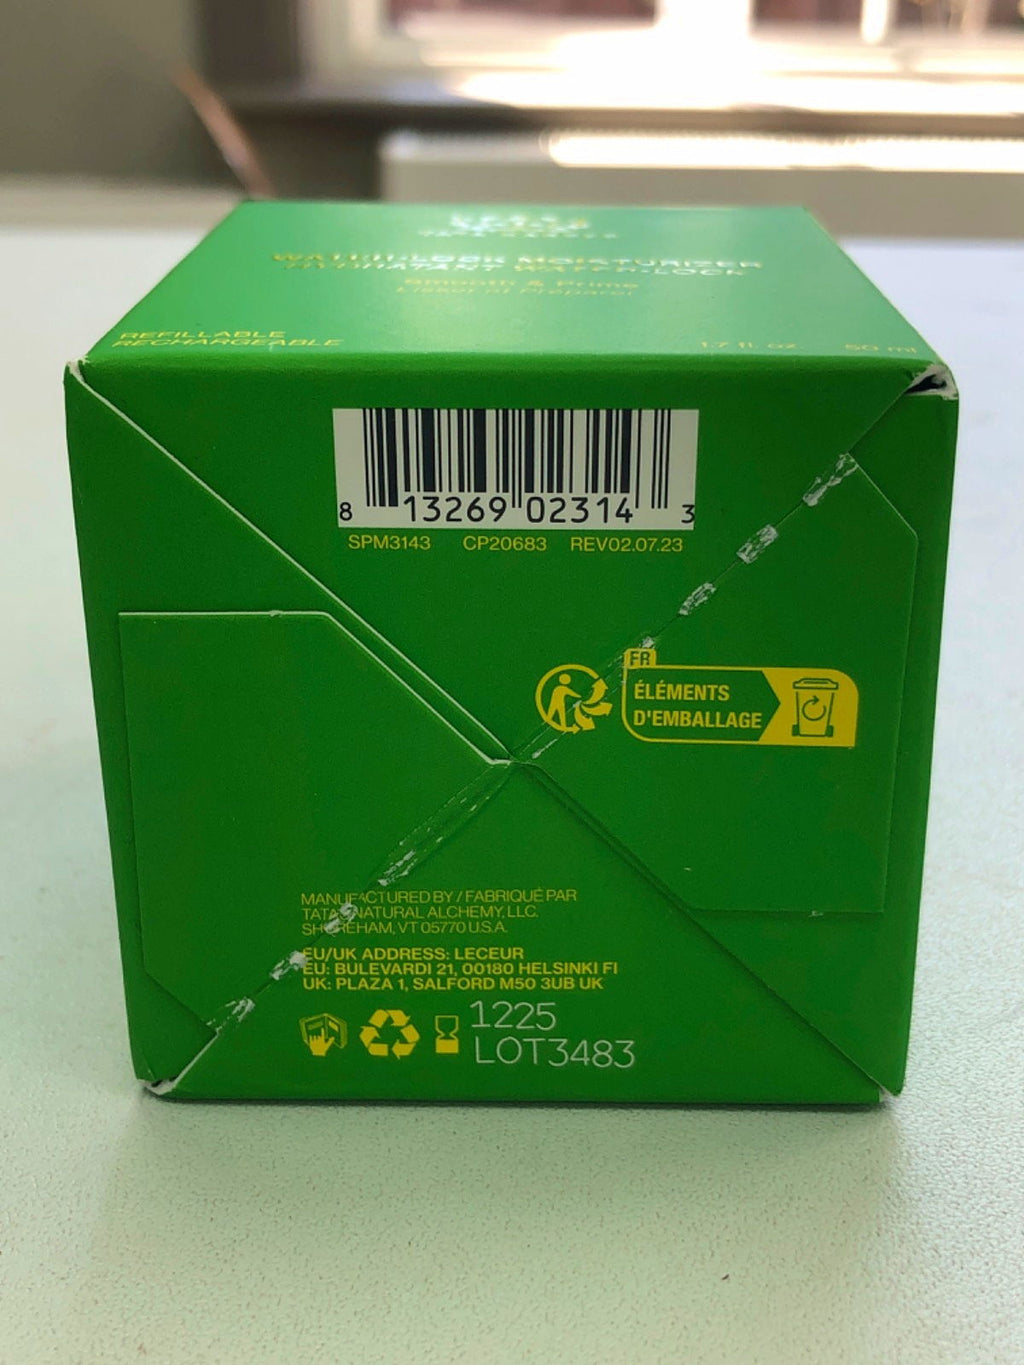 WATER-LOCK MOISTURIZER
HYDRATANT WATER-LOCK
Smooth & Prime
Lisser et Préparer
REFILLABLE
RECHARGEABLE
1.7 fl. oz. 50 ml
8 13269 02314 3
SPM3143 CP20683 REV02.07.23
FR
ÉLÉMENTS
D'EMBALLAGE
MANUFACTURED BY / FABRIQUÉ PAR
TATA'S NATURAL ALCHEMY, LLC.
SHOREHAM, VT 05770 U.S.A.
EU/UK ADDRESS: LECEUR
EU: BULEVARDI 21, 00180 HELSINKI FI
UK: PLAZA 1, SALFORD M50 3UB UK
1225
LOT3483